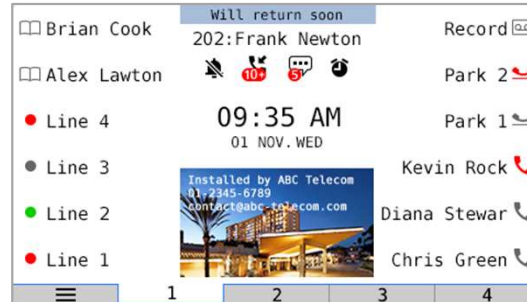 Will return soon
202:Frank Newton
10+
5
09:35 AM
01 NOV.WED
Installed by ABC Telecom
01-2345-6789
contact@abc-telecom.com
Brian Cook
Alex Lawton
Line 4
Line 3
Line 2
Line 1
Record
Park 2
Park 1
Kevin Rock
Diana Stewar
Chris Green
1
2
3
4